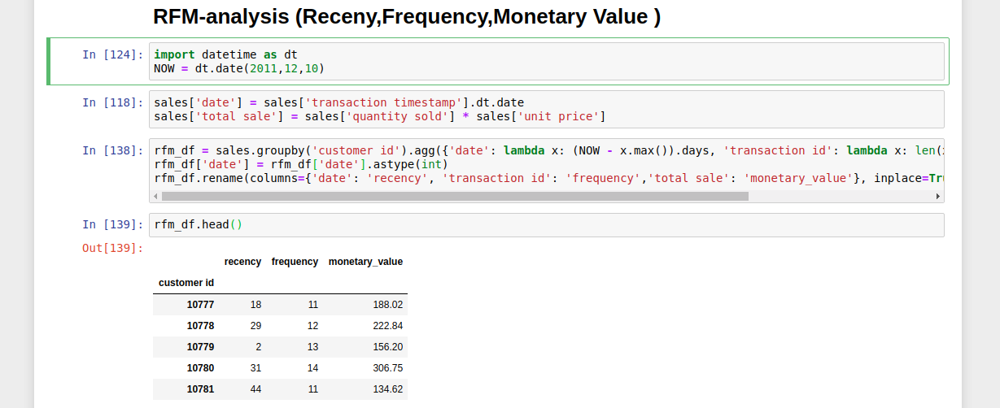 RFM-analysis (Receny,Frequency,Monetary Value )
In [124]: import datetime as dt
NOW = dt.date(2011,12,10)
In [118]: sales['date'] = sales['transaction timestamp'].dt.date
sales['total sale'] = sales['quantity sold'] * sales['unit price']
In [138]: rfm_df = sales.groupby('customer id').agg({'date': lambda x: (NOW - x.max()).days, 'transaction id': lambda x: len(
rfm_df['date'] = rfm_df['date'].astype(int)
rfm_df.rename(columns={'date': 'recency', 'transaction id': 'frequency','total sale': 'monetary_value'}, inplace=Tr
In [139]: rfm_df.head()
Out[139]:
recency frequency monetary_value
customer id
10777 18 11 188.02
10778 29 12 222.84
10779 2 13 156.20
10780 31 14 306.75
10781 44 11 134.62